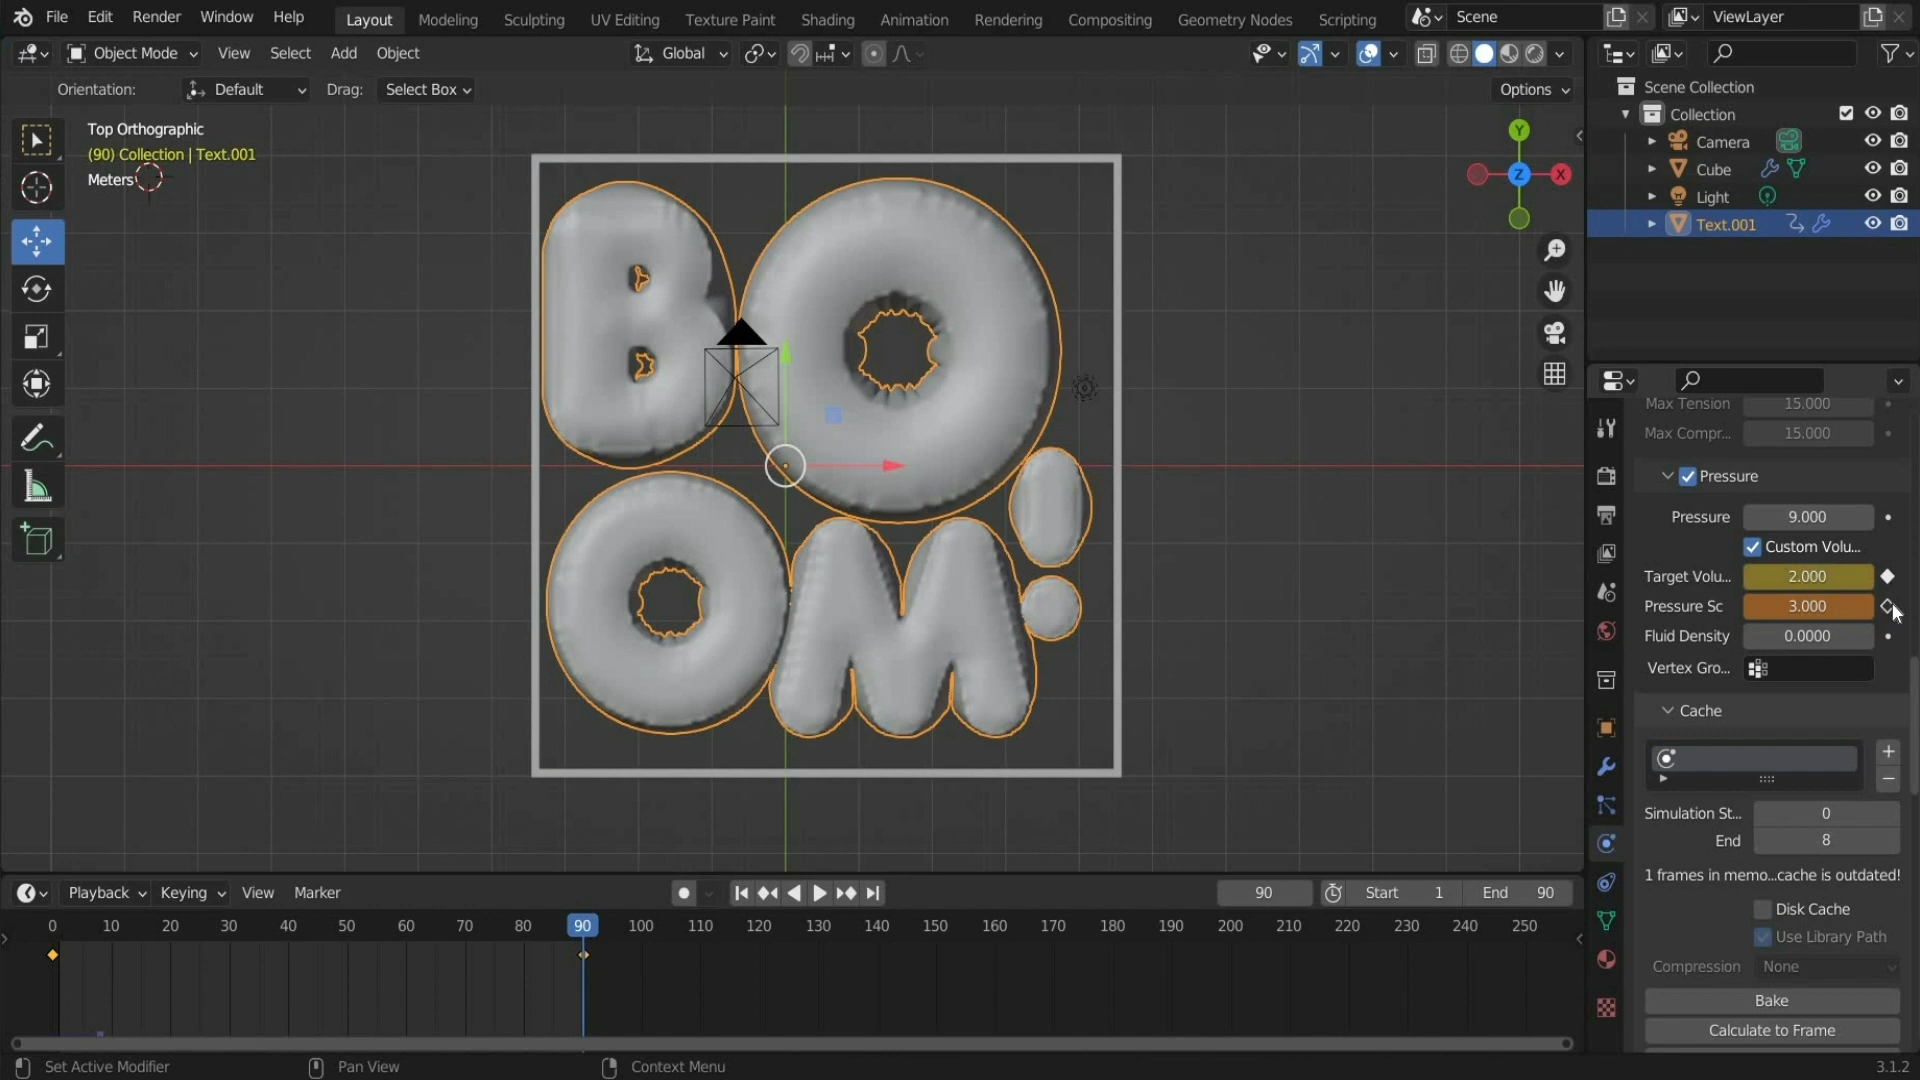 File Edit Render Window Help Layout Modeling Sculpting UV Editing Texture Paint Shading Animation Rendering Compositing Geometry Nodes Scripting Scene ViewLayer
Object Mode View Select Add Object Global
Orientation: Default Drag: Select Box Options
Top Orthographic
(90) Collection | Text.001
Meters
Y
Z
X
BO
OM!
Scene Collection
Collection
Camera
Cube
Light
Text.001
Max Tension 15.000
Max Compr... 15.000
Pressure
Pressure 9.000
Custom Volu...
Target Volu... 2.000
Pressure Sc 3.000
Fluid Density 0.0000
Vertex Gro...
Cache
Simulation St... 0
End 8
1 frames in memo...cache is outdated!
Disk Cache
Use Library Path
Compression None
Bake
Calculate to Frame
Playback Keying View Marker 90 Start 1 End 90
0 10 20 30 40 50 60 70 80 90 100 110 120 130 140 150 160 170 180 190 200 210 220 230 240 250
Set Active Modifier Pan View Context Menu 3.1.2